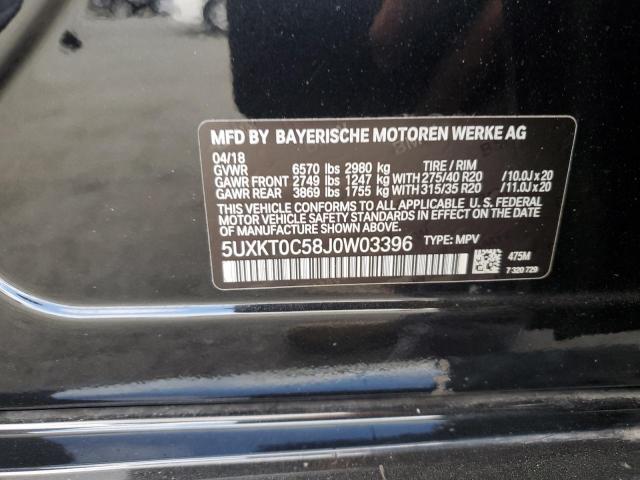 MFD BY BAYERISCHE MOTOREN WERKE AG
04/18
GVWR 6570 lbs 2980 kg TIRE / RIM
GAWR FRONT 2749 lbs 1247 kg WITH 275/40 R20 /10.0J x 20
GAWR REAR 3869 lbs 1755 kg WITH 315/35 R20 /11.0J x 20
THIS VEHICLE CONFORMS TO ALL APPLICABLE U. S. FEDERAL
MOTOR VEHICLE SAFETY STANDARDS IN EFFECT ON THE DATE
OF MANUFACTURE SHOWN ABOVE.
5UXKT0C58J0W03396 TYPE: MPV
475M
7 320 729